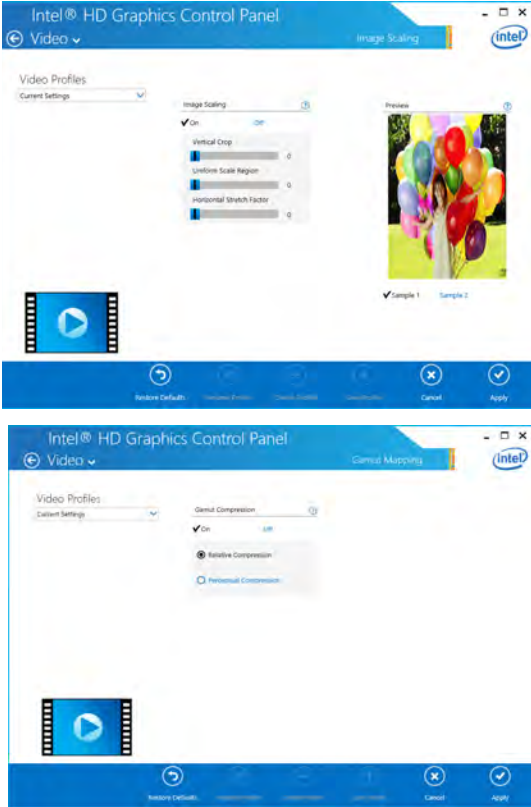 Intel® HD Graphics Control Panel
Video
Image Scaling
intel
Video Profiles
Current Settings
Image Scaling
?
On Off
Vertical Crop
0
Uniform Scale Region
0
Horizontal Stretch Factor
0
Preview
?
Sample 1 Sample 2
Restore Defaults
Cancel
Apply
Intel® HD Graphics Control Panel
Video
Gamut Mapping
intel
Video Profiles
Current Settings
Gamut Compression
?
On Off
Relative Compression
Perceptual Compression
Restore Defaults
Cancel
Apply